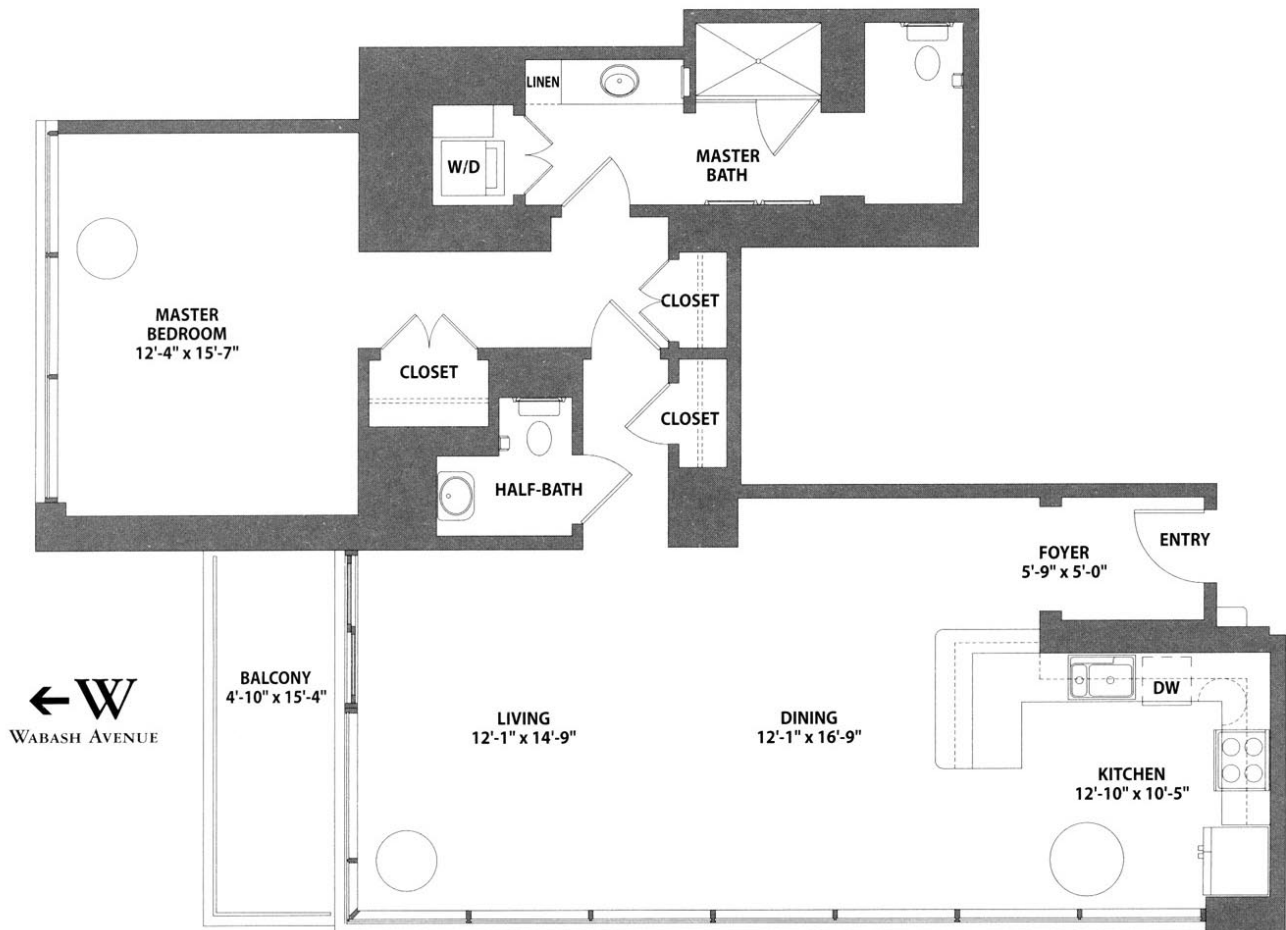 LINEN
W/D
MASTER
BATH
CLOSET
MASTER
BEDROOM
12'-4" x 15'-7"
CLOSET
CLOSET
HALF-BATH
ENTRY
FOYER
5'-9" x 5'-0"
BALCONY
4'-10" x 15'-4"
DW
W
WABASH AVENUE
LIVING
12'-1" x 14'-9"
DINING
12'-1" x 16'-9"
KITCHEN
12'-10" x 10'-5"